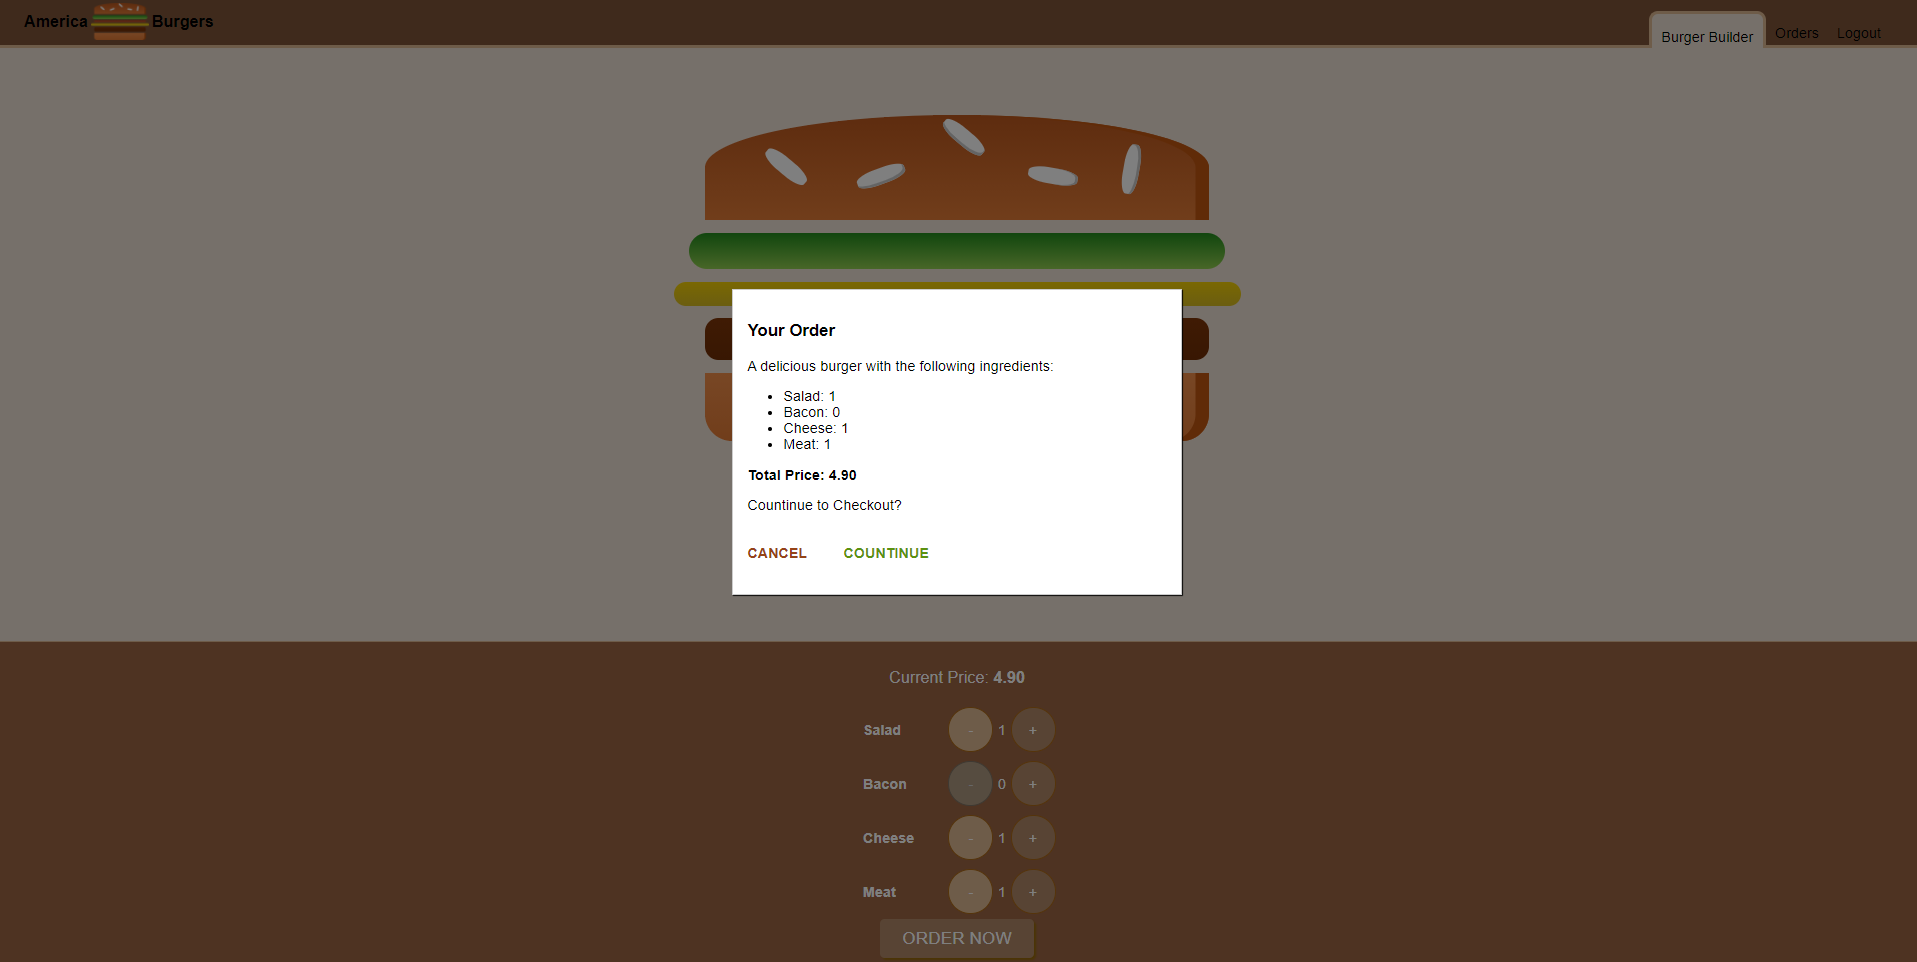 America Burgers
Burger Builder Orders Logout
Your Order
A delicious burger with the following ingredients:
• Salad: 1
• Bacon: 0
• Cheese: 1
• Meat: 1
Total Price: 4.90
Countinue to Checkout?
CANCEL COUNTINUE
Current Price: 4.90
Salad - 1 +
Bacon - 0 +
Cheese - 1 +
Meat - 1 +
ORDER NOW